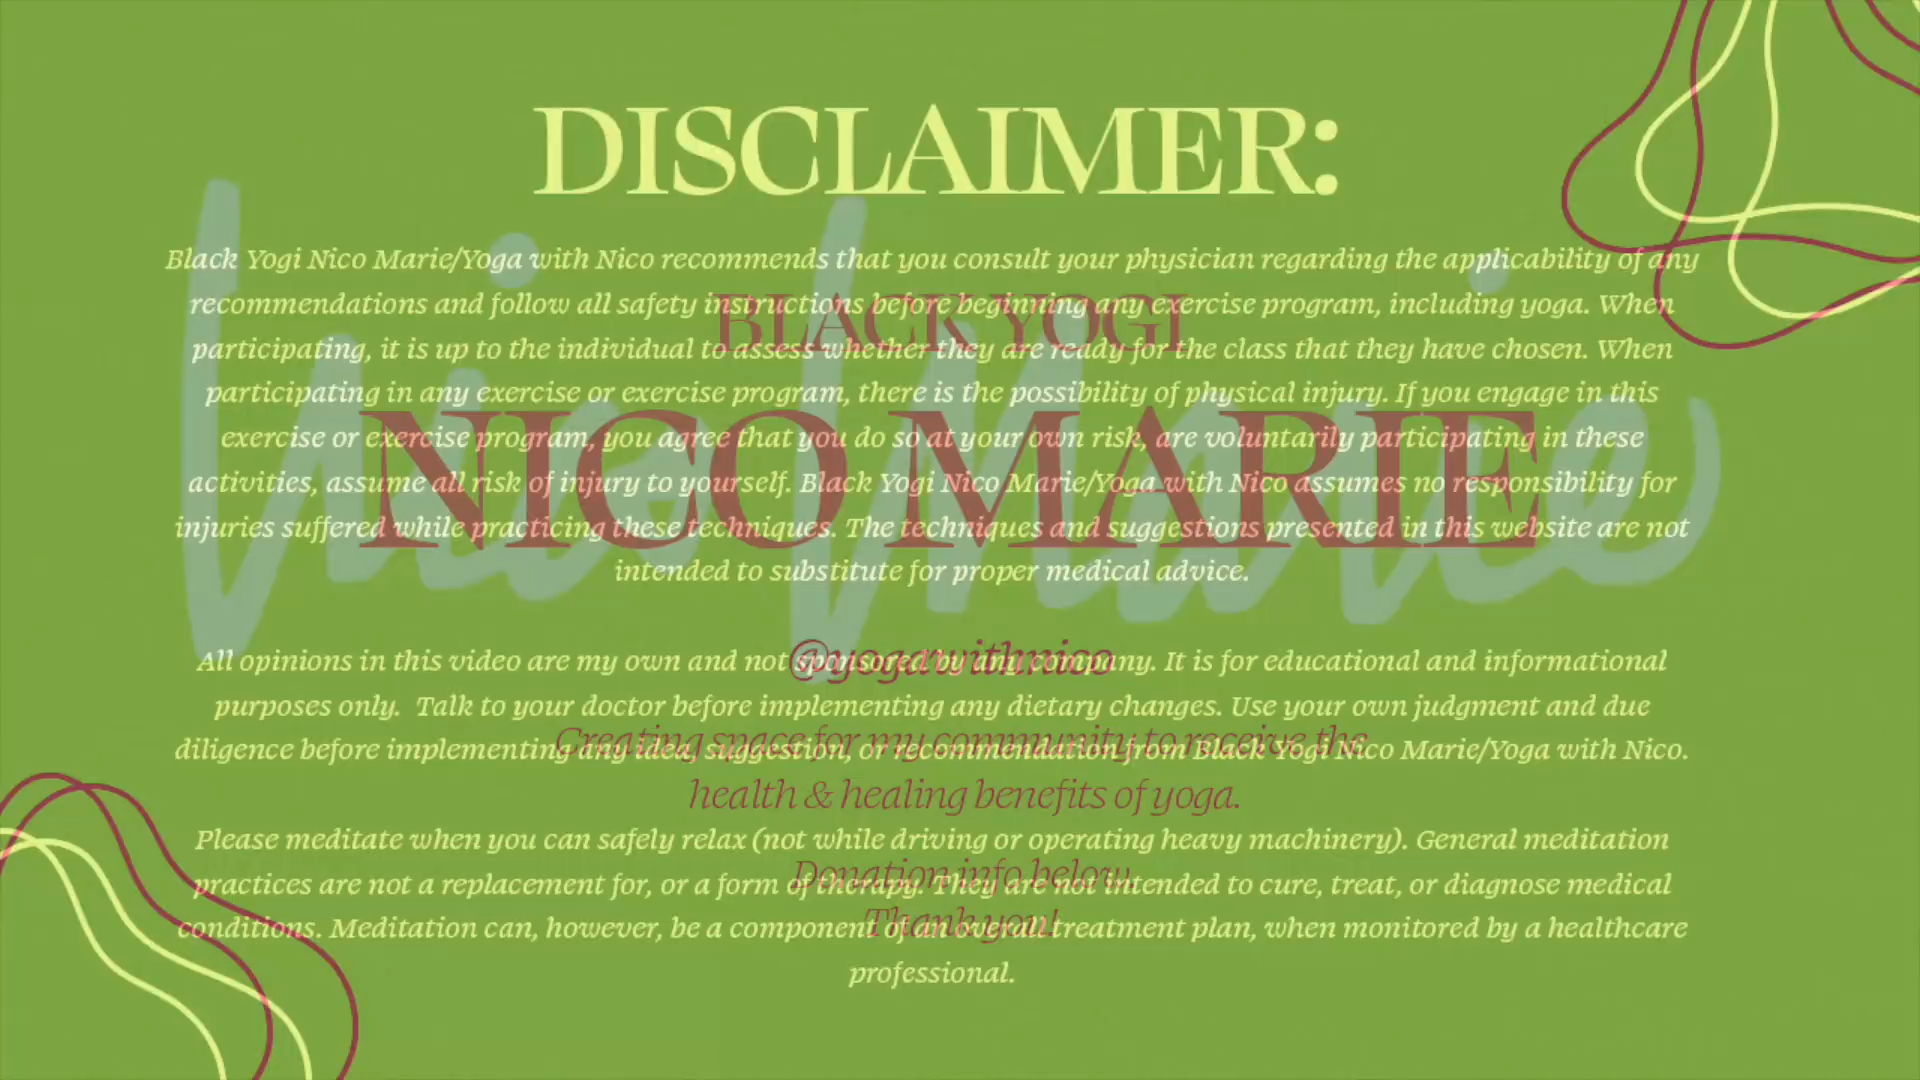 DISCLAIMER:
Black Yogi Nico Marie/Yoga with Nico recommends that you consult your physician regarding the applicability of any
recommendations and follow all safety instructions before beginning any exercise program, including yoga. When
participating, it is up to the individual to assess whether they are ready for the class that they have chosen. When
participating in any exercise or exercise program, there is the possibility of physical injury. If you engage in this
exercise or exercise program, you agree that you do so at your own risk, are voluntarily participating in these
activities, assume all risk of injury to yourself. Black Yogi Nico Marie/Yoga with Nico assumes no responsibility for
injuries suffered while practicing these techniques. The techniques and suggestions presented in this website are not
intended to substitute for proper medical advice.
All opinions in this video are my own and not sponsored by any company. It is for educational and informational
purposes only.  Talk to your doctor before implementing any dietary changes. Use your own judgment and due
diligence before implementing any idea, suggestion, or recommendation from Black Yogi Nico Marie/Yoga with Nico.
Please meditate when you can safely relax (not while driving or operating heavy machinery). General meditation
practices are not a replacement for, or a form of therapy. They are not intended to cure, treat, or diagnose medical
conditions. Meditation can, however, be a component of an overall treatment plan, when monitored by a healthcare
professional.
Nico Marie
BLACK YOGI
NICO MARIE
@yogawithnico
Creating space for my community to receive the
health & healing benefits of yoga.
Donation info below.
Thank you!